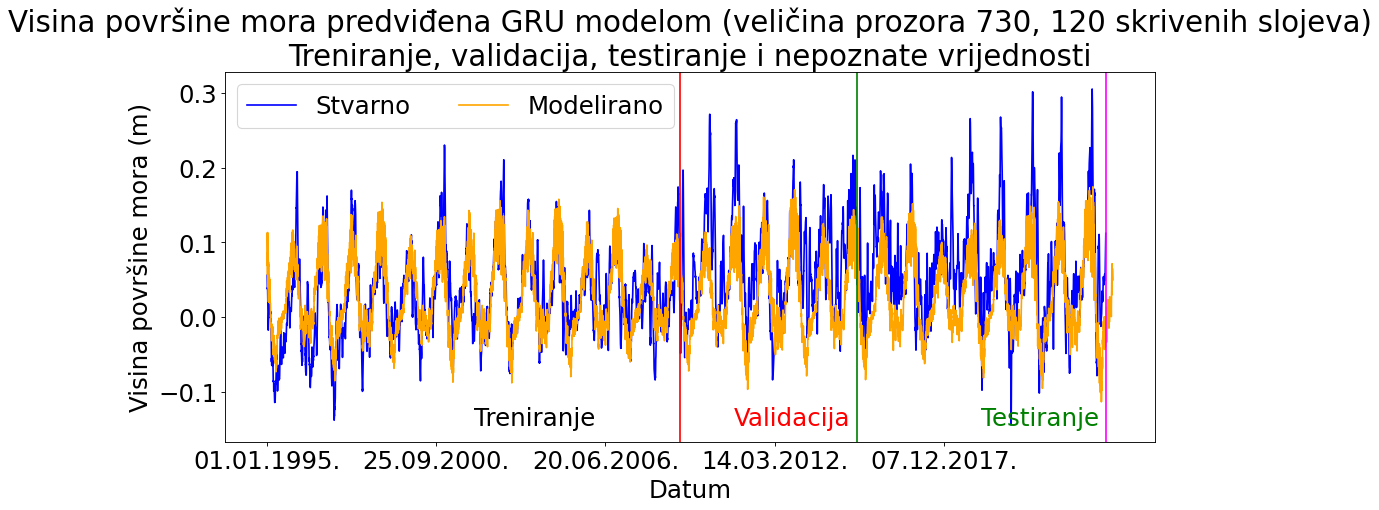 Visina površine mora predviđena GRU modelom (veličina prozora 730, 120 skrivenih slojeva)
Treniranje, validacija, testiranje i nepoznate vrijednosti
Stvarno
Modelirano
Visina površine mora (m)
0.3
0.2
0.1
0.0
−0.1
Treniranje
Validacija
Testiranje
01.01.1995.
25.09.2000.
20.06.2006.
14.03.2012.
07.12.2017.
Datum